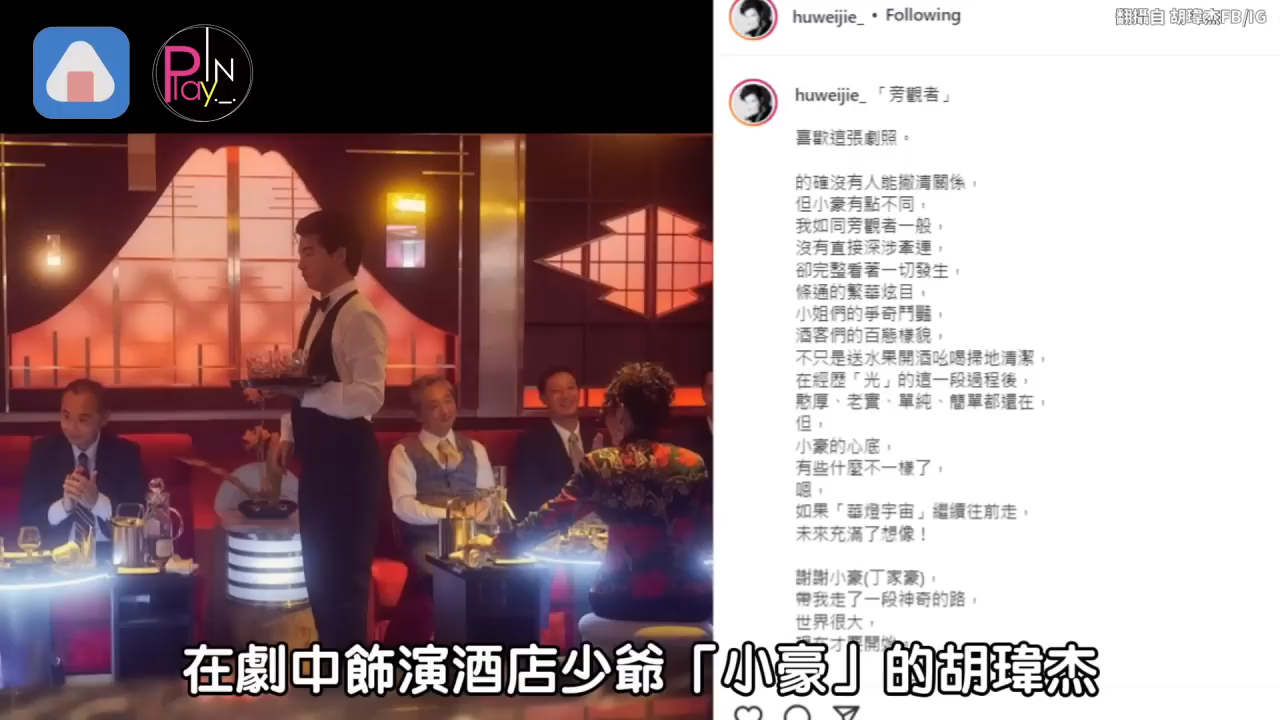 PlayIN._.
huweijie_ • Following
翻攝自 胡瑋杰FB/IG
huweijie_ 「旁觀者」
喜歡這張劇照。
的確沒有人能撇清關係，
但小豪有點不同，
我如同旁觀者一般，
沒有直接深涉牽連，
卻完整看著一切發生，
條通的繁華炫目，
小姐們的爭奇鬥豔，
酒客們的百態樣貌，
不只是送水果開酒吆喝掃地清潔，
在經歷「光」的這一段過程後，
憨厚、老實、單純、簡單都還在，
但，
小豪的心底，
有些什麼不一樣了，
嗯，
如果「華燈宇宙」繼續往前走，
未來充滿了想像！
謝謝小豪(丁家豪)，
帶我走了一段神奇的路，
世界很大，
現在才要開始。
在劇中飾演酒店少爺「小豪」的胡瑋杰